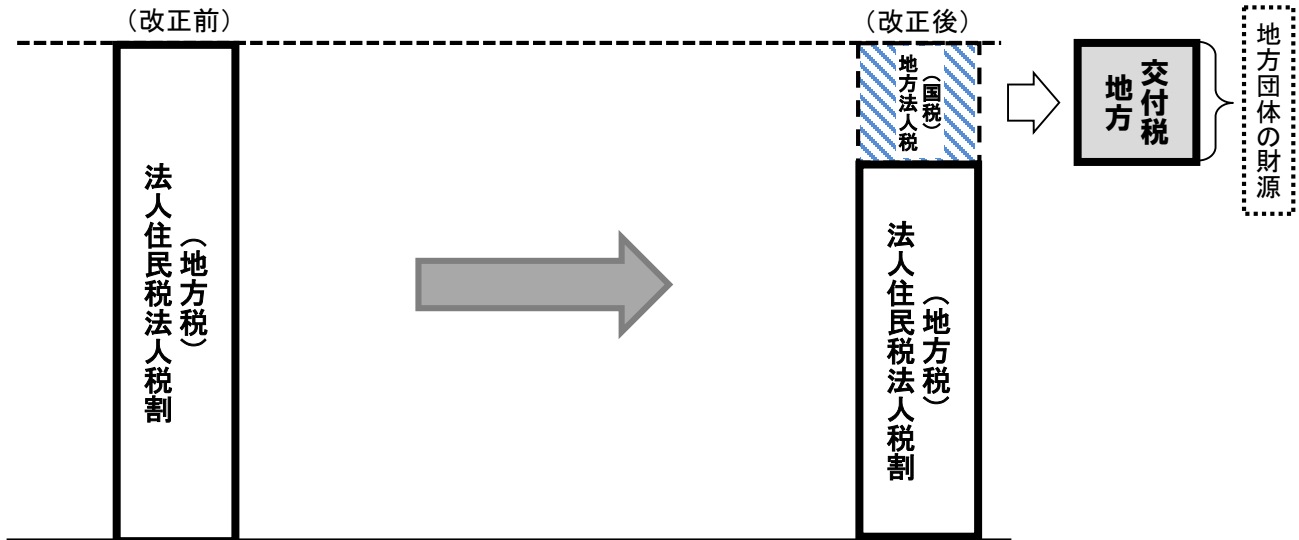 （改正前）
法人住民税法人税割
（地方税）
（改正後）
地方法人税
（国税）
法人住民税法人税割
（地方税）
地方
交付税
地方団体の財源